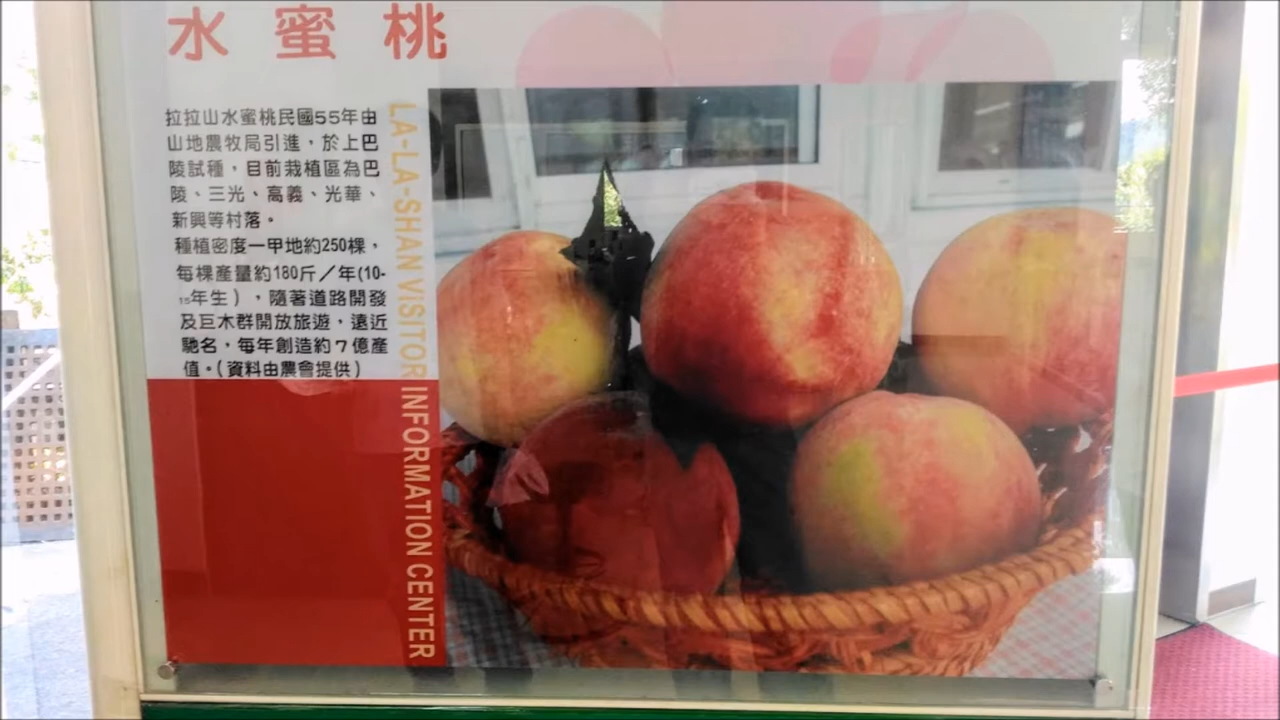 水蜜桃
拉拉山水蜜桃民國55年由
山地農牧局引進，於上巴
陵試種，目前栽植區為巴
陵、三光、高義、光華、
新興等村落。
種植密度一甲地約250棵，
每棵產量約180斤／年(10-
15年生），隨著道路開發
及巨木群開放旅遊，遠近
馳名，每年創造約７億產
值。(資料由農會提供)
LA-LA-SHAN VISITOR INFORMATION CENTER